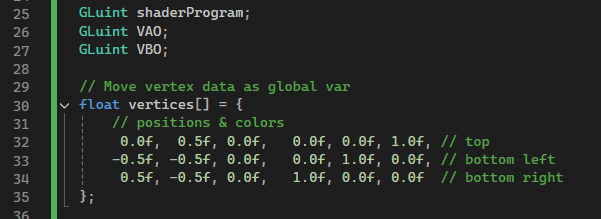 25 GLuint shaderProgram;
26 GLuint VAO;
27 GLuint VBO;
28
29 // Move vertex data as global var
30 float vertices[] = {
31 // positions & colors
32 0.0f, 0.5f, 0.0f, 0.0f, 0.0f, 1.0f, // top
33 -0.5f, -0.5f, 0.0f, 0.0f, 1.0f, 0.0f, // bottom left
34 0.5f, -0.5f, 0.0f, 1.0f, 0.0f, 0.0f // bottom right
35 };
36